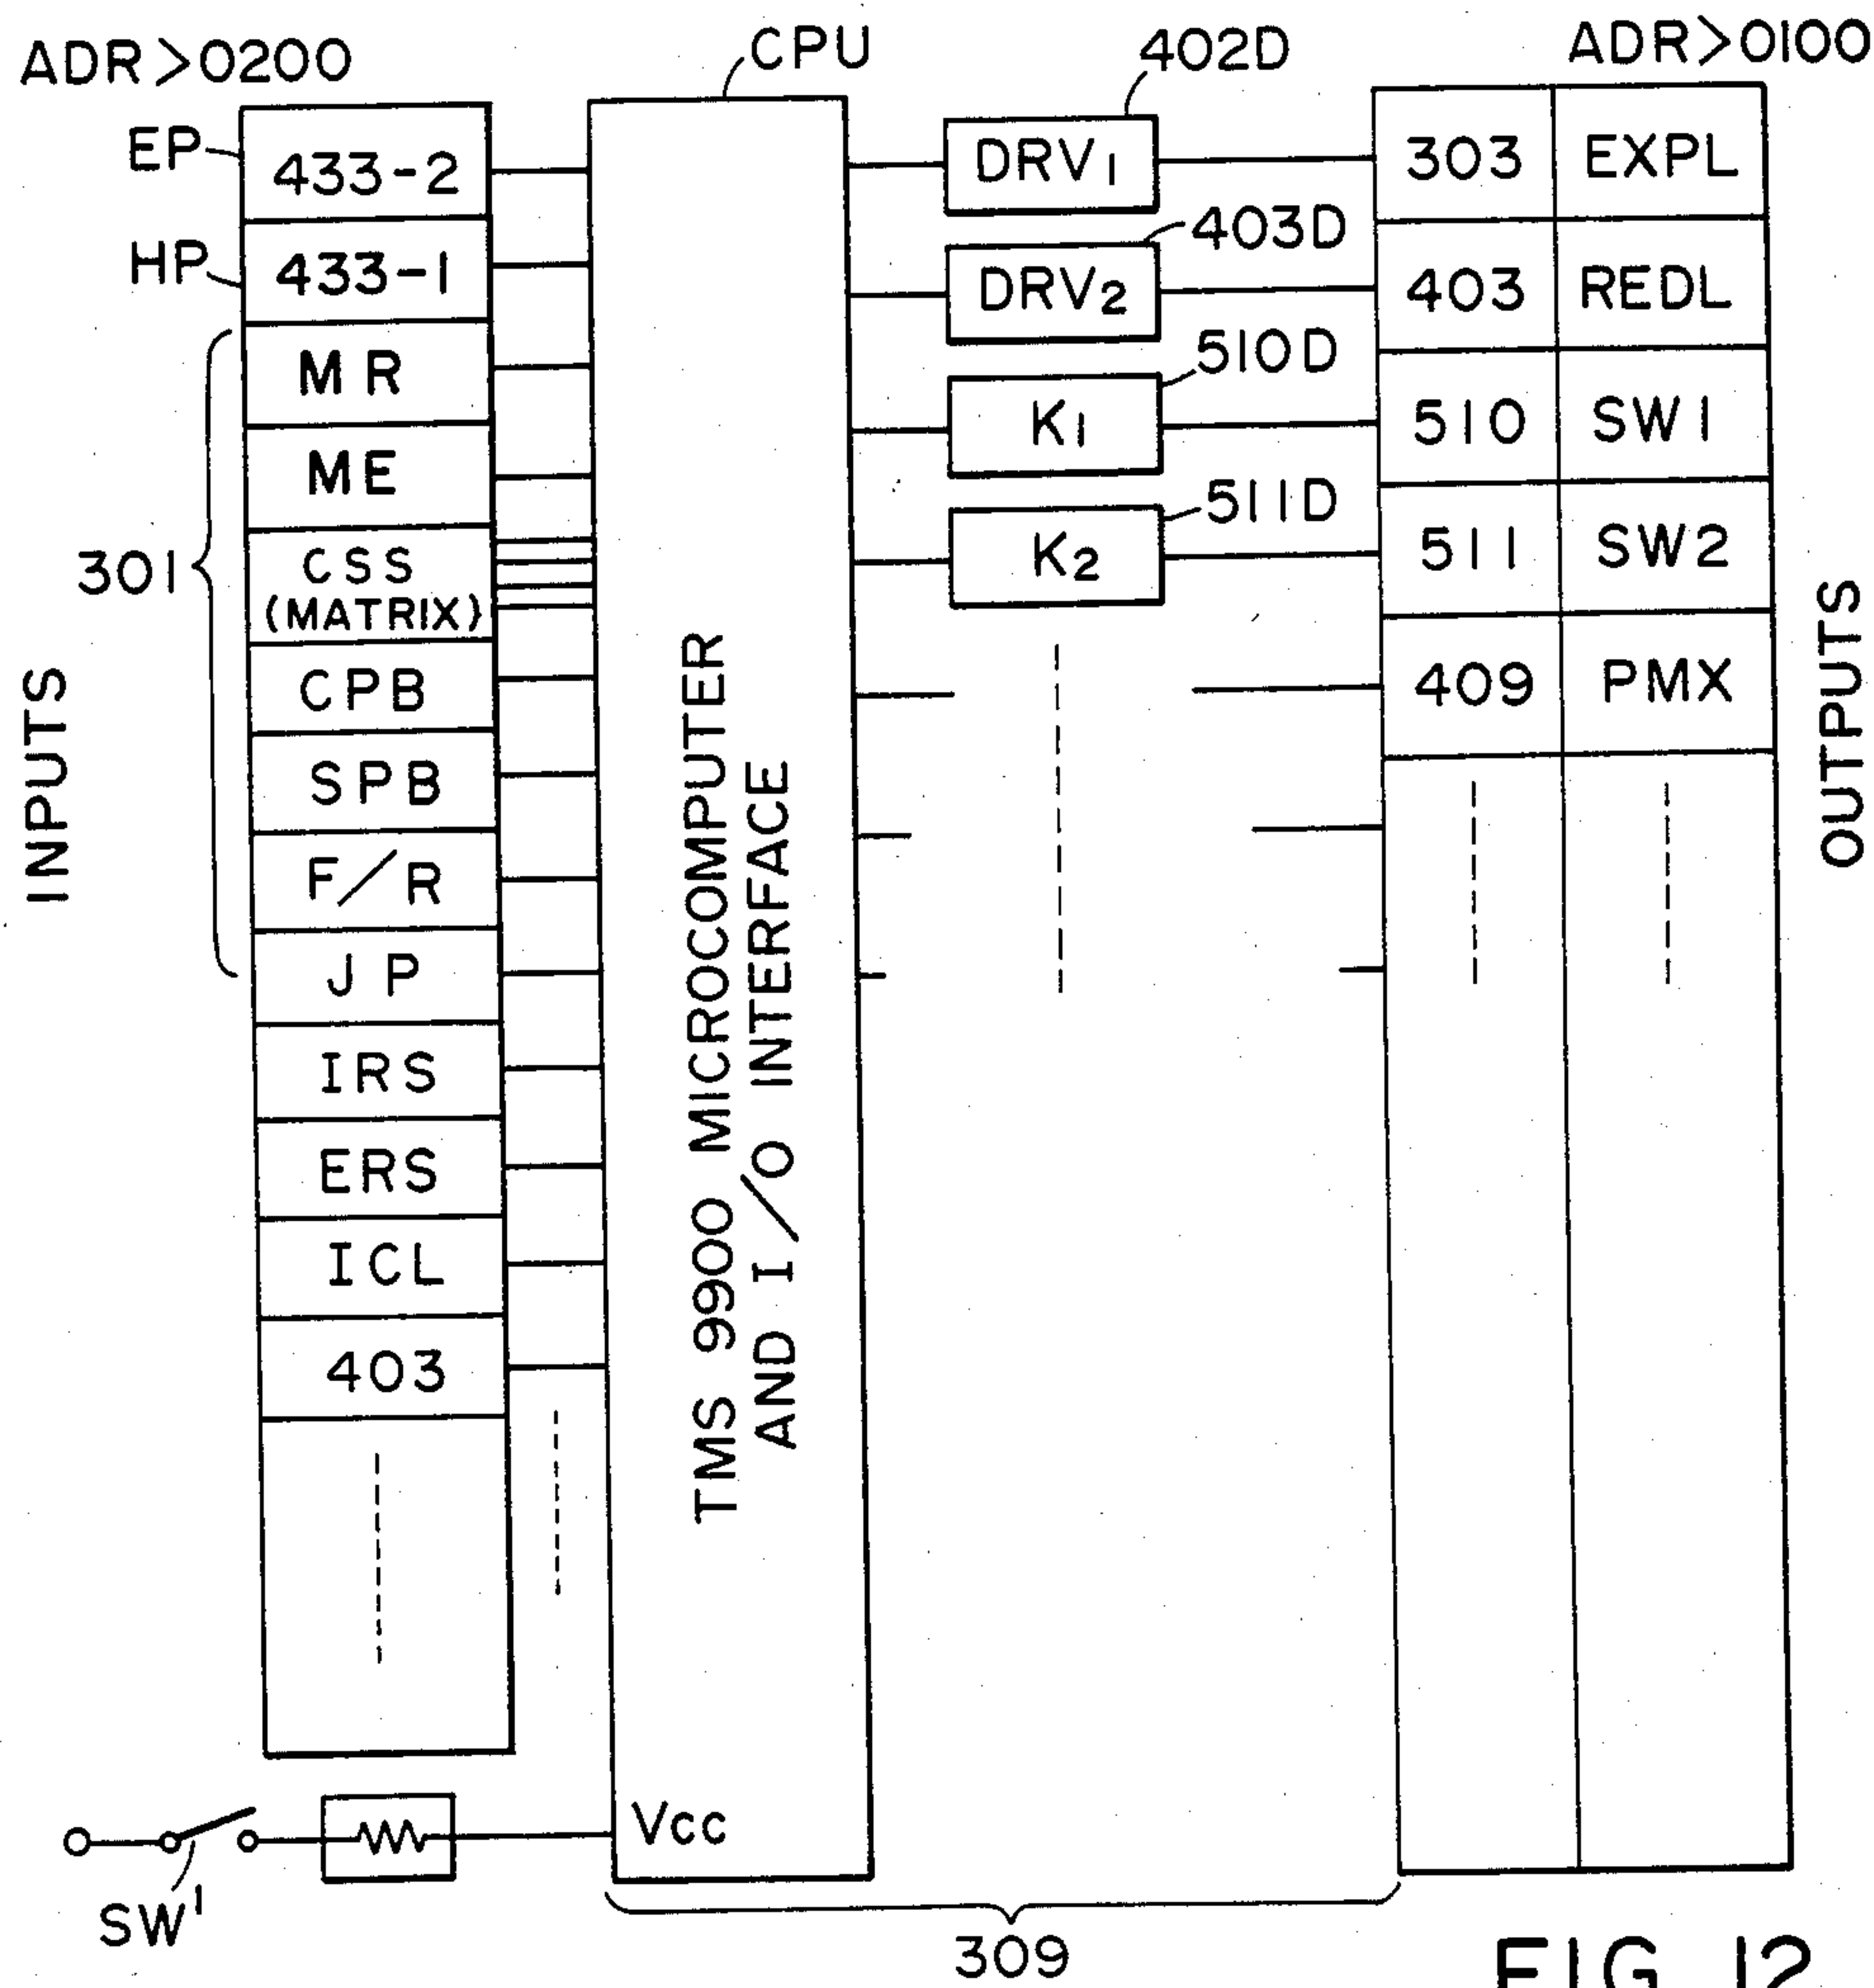 ADR>0200
CPU
402D
ADR>0100
EP
433-2
DRV1
303
EXPL
403D
HP
433-1
DRV2
403
REDL
510D
MR
K1
510
SW1
ME
511D
301
CSS
(MATRIX)
K2
511
SW2
CPB
409
PMX
SPB
F/R
JP
IRS
ERS
ICL
403
INPUTS
TMS 9900 MICROCOMPUTER
AND I/O INTERFACE
OUTPUTS
Vcc
SW'
309
FIG. 12